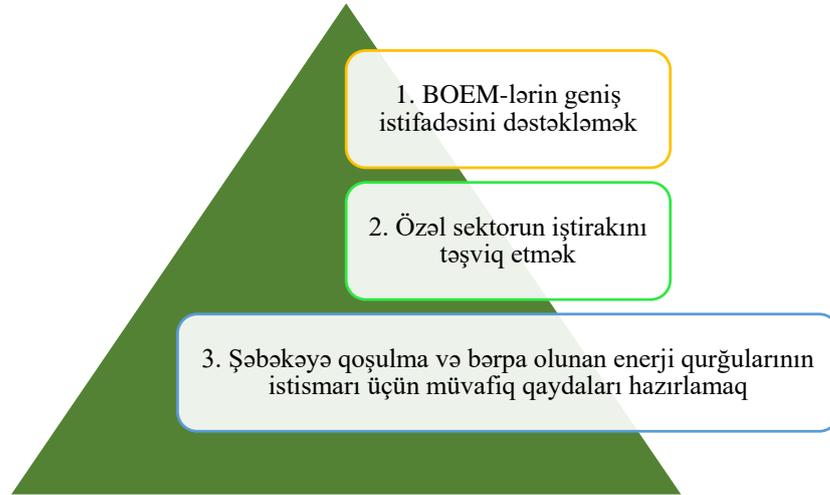 1. BOEM-lərin geniş
istifadəsini dəstəkləmək
2. Özəl sektorun iştirakını
təşviq etmək
3. Şəbəkəyə qoşulma və bərpa olunan enerji qurğularının
istismarı üçün müvafiq qaydaları hazırlamaq